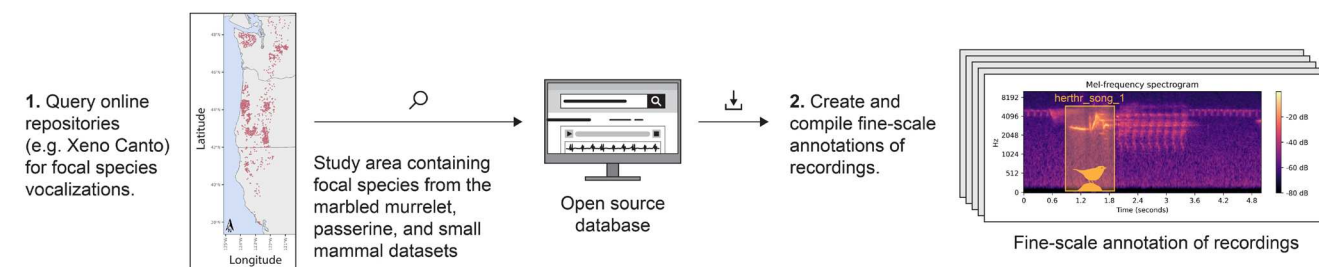 1. Query online
repositories
(e.g. Xeno Canto)
for focal species
vocalizations.
Latitude
Longitude
Study area containing
focal species from the
marbled murrelet,
passerine, and small
mammal datasets
Open source
database
2. Create and
compile fine-scale
annotations of
recordings.
Mel-frequency spectrogram
herthr_song_1
8192
4096
2048
1024
512
0
Hz
0 0.6 1.2 1.8 2.4 3 3.6 4.2 4.8
Time (seconds)
-20 dB
-40 dB
-60 dB
-80 dB
Fine-scale annotation of recordings